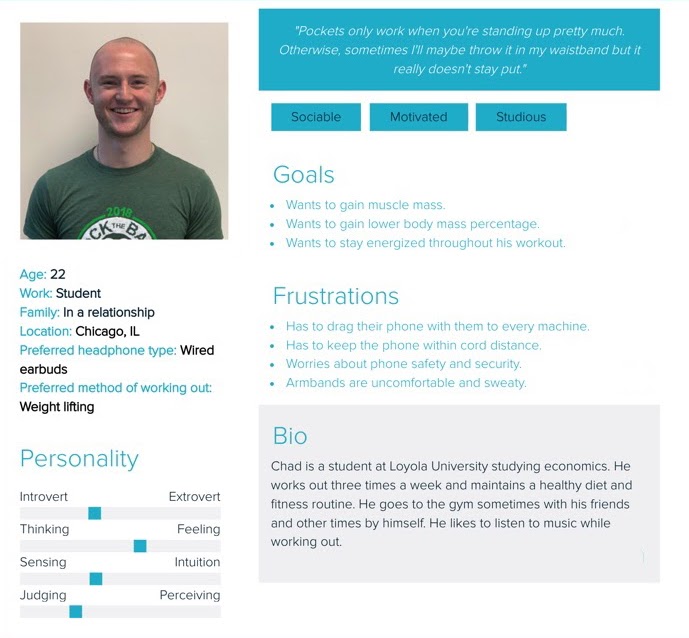 "Pockets only work when you're standing up pretty much.
Otherwise, sometimes I'll maybe throw it in my waistband but it
really doesn't stay put."
Sociable
Motivated
Studious
2018
CK THE BA
Goals
Wants to gain muscle mass.
Wants to gain lower body mass percentage.
Wants to stay energized throughout his workout.
Frustrations
Has to drag their phone with them to every machine.
Has to keep the phone within cord distance.
Worries about phone safety and security.
Armbands are uncomfortable and sweaty.
Age: 22
Work: Student
Family: In a relationship
Location: Chicago, IL
Preferred headphone type: Wired
earbuds
Preferred method of working out:
Weight lifting
Personality
Introvert Extrovert
Thinking Feeling
Sensing Intuition
Judging Perceiving
Bio
Chad is a student at Loyola University studying economics. He
works out three times a week and maintains a healthy diet and
fitness routine. He goes to the gym sometimes with his friends
and other times by himself. He likes to listen to music while
working out.